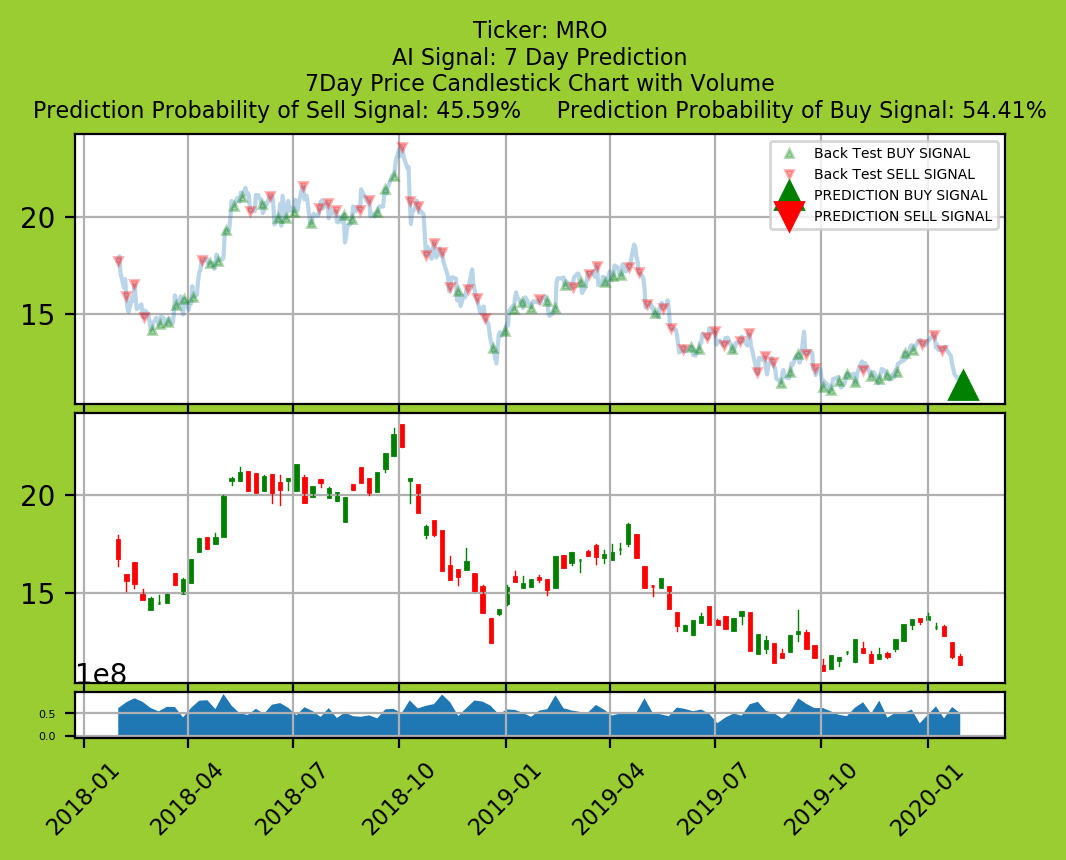 Ticker: MRO
AI Signal: 7 Day Prediction
7Day Price Candlestick Chart with Volume
Prediction Probability of Sell Signal: 45.59%     Prediction Probability of Buy Signal: 54.41%
Back Test BUY SIGNAL
Back Test SELL SIGNAL
PREDICTION BUY SIGNAL
PREDICTION SELL SIGNAL
20
15
20
15
1e8
0.5
0.0
2018-01
2018-04
2018-07
2018-10
2019-01
2019-04
2019-07
2019-10
2020-01